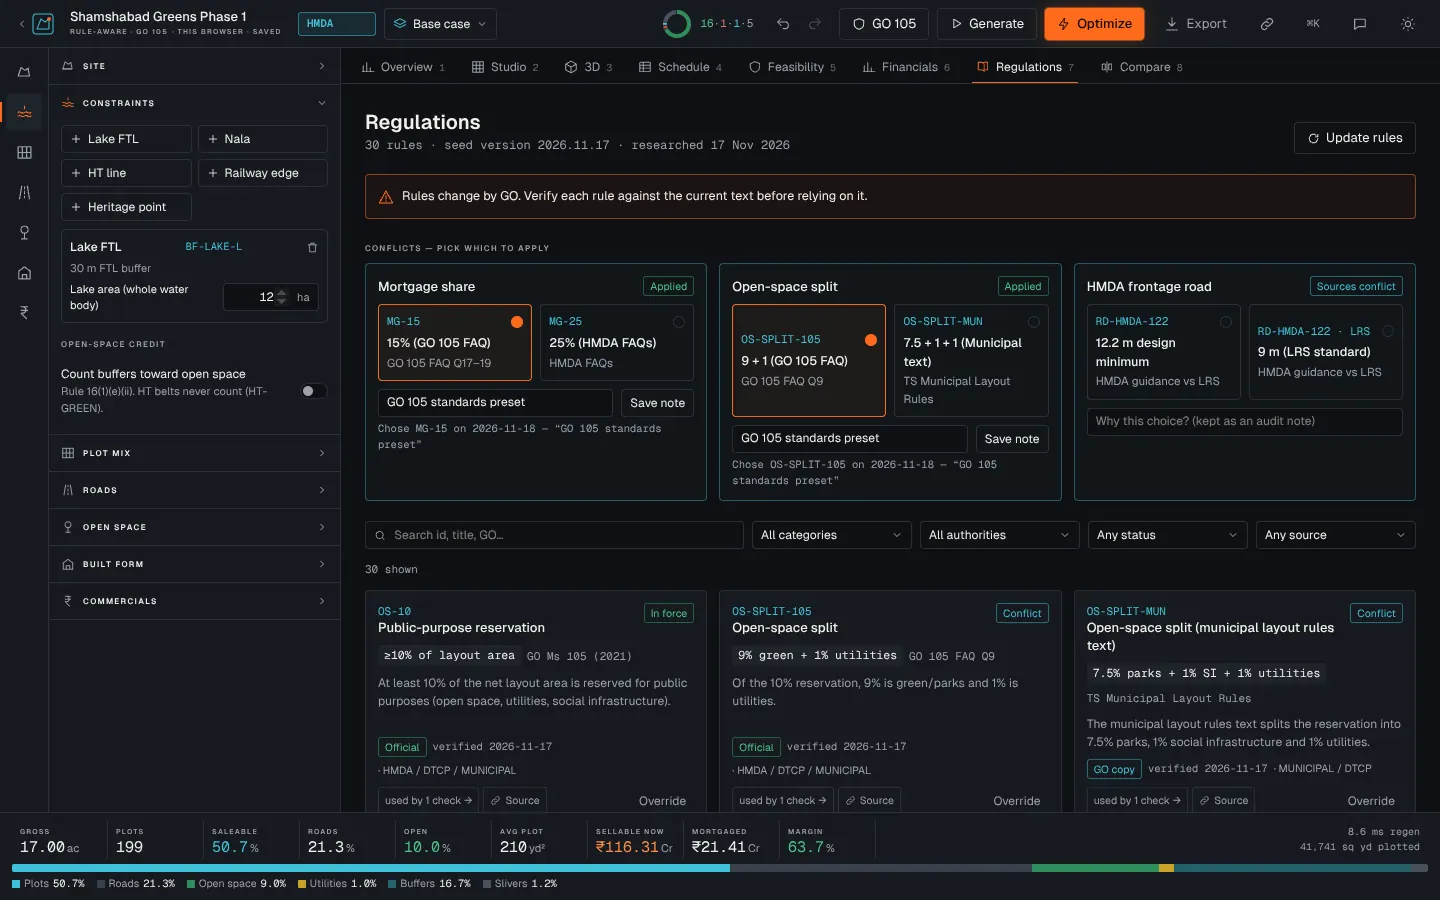 Shamshabad Greens Phase 1
RULE-AWARE · GO 105 · THIS BROWSER · SAVED
HMDA
Base case
16·1·1·5
GO 105
Generate
Optimize
Export
⌘K
SITE
CONSTRAINTS
+ Lake FTL
+ Nala
+ HT line
+ Railway edge
+ Heritage point
Lake FTL BF-LAKE-L
30 m FTL buffer
Lake area (whole water body)
12 ha
OPEN-SPACE CREDIT
Count buffers toward open space
Rule 16(1)(e)(ii). HT belts never count (HT-
GREEN).
PLOT MIX
ROADS
OPEN SPACE
BUILT FORM
₹ COMMERCIALS
Overview 1
Studio 2
3D 3
Schedule 4
Feasibility 5
Financials 6
Regulations 7
Compare 8
Regulations
30 rules · seed version 2026.11.17 · researched 17 Nov 2026
Update rules
Rules change by GO. Verify each rule against the current text before relying on it.
CONFLICTS — PICK WHICH TO APPLY
Mortgage share
Applied
MG-15
15% (GO 105 FAQ)
GO 105 FAQ Q17–19
MG-25
25% (HMDA FAQs)
HMDA FAQs
GO 105 standards preset
Save note
Chose MG-15 on 2026-11-18 — “GO 105 standards
preset”
Open-space split
Applied
OS-SPLIT-105
9 + 1 (GO 105 FAQ)
GO 105 FAQ Q9
OS-SPLIT-MUN
7.5 + 1 + 1 (Municipal
text)
TS Municipal Layout
Rules
GO 105 standards preset
Save note
Chose OS-SPLIT-105 on 2026-11-18 — “GO 105
standards preset”
HMDA frontage road
Sources conflict
RD-HMDA-122
12.2 m design
minimum
HMDA guidance vs LRS
RD-HMDA-122 · LRS
9 m (LRS standard)
HMDA guidance vs LRS
Why this choice? (kept as an audit note)
Search id, title, GO…
All categories
All authorities
Any status
Any source
30 shown
OS-10
In force
Public-purpose reservation
≥10% of layout area GO Ms 105 (2021)
At least 10% of the net layout area is reserved for public
purposes (open space, utilities, social infrastructure).
Official verified 2026-11-17
· HMDA / DTCP / MUNICIPAL
used by 1 check →
Source
Override
OS-SPLIT-105
Conflict
Open-space split
9% green + 1% utilities GO 105 FAQ Q9
Of the 10% reservation, 9% is green/parks and 1% is
utilities.
Official verified 2026-11-17
· HMDA / DTCP / MUNICIPAL
used by 1 check →
Source
Override
OS-SPLIT-MUN
Conflict
Open-space split (municipal layout rules
text)
7.5% parks + 1% SI + 1% utilities
TS Municipal Layout Rules
The municipal layout rules text splits the reservation into
7.5% parks, 1% social infrastructure and 1% utilities.
GO copy verified 2026-11-17 · MUNICIPAL / DTCP
used by 1 check →
Source
Override
GROSS
17.00 ac
PLOTS
199
SALEABLE
50.7 %
ROADS
21.3 %
OPEN
10.0 %
AVG PLOT
210 yd²
SELLABLE NOW
₹116.31 Cr
MORTGAGED
₹21.41 Cr
MARGIN
63.7 %
8.6 ms regen
41,741 sq yd plotted
Plots 50.7% Roads 21.3% Open space 9.0% Utilities 1.0% Buffers 16.7% Slivers 1.2%